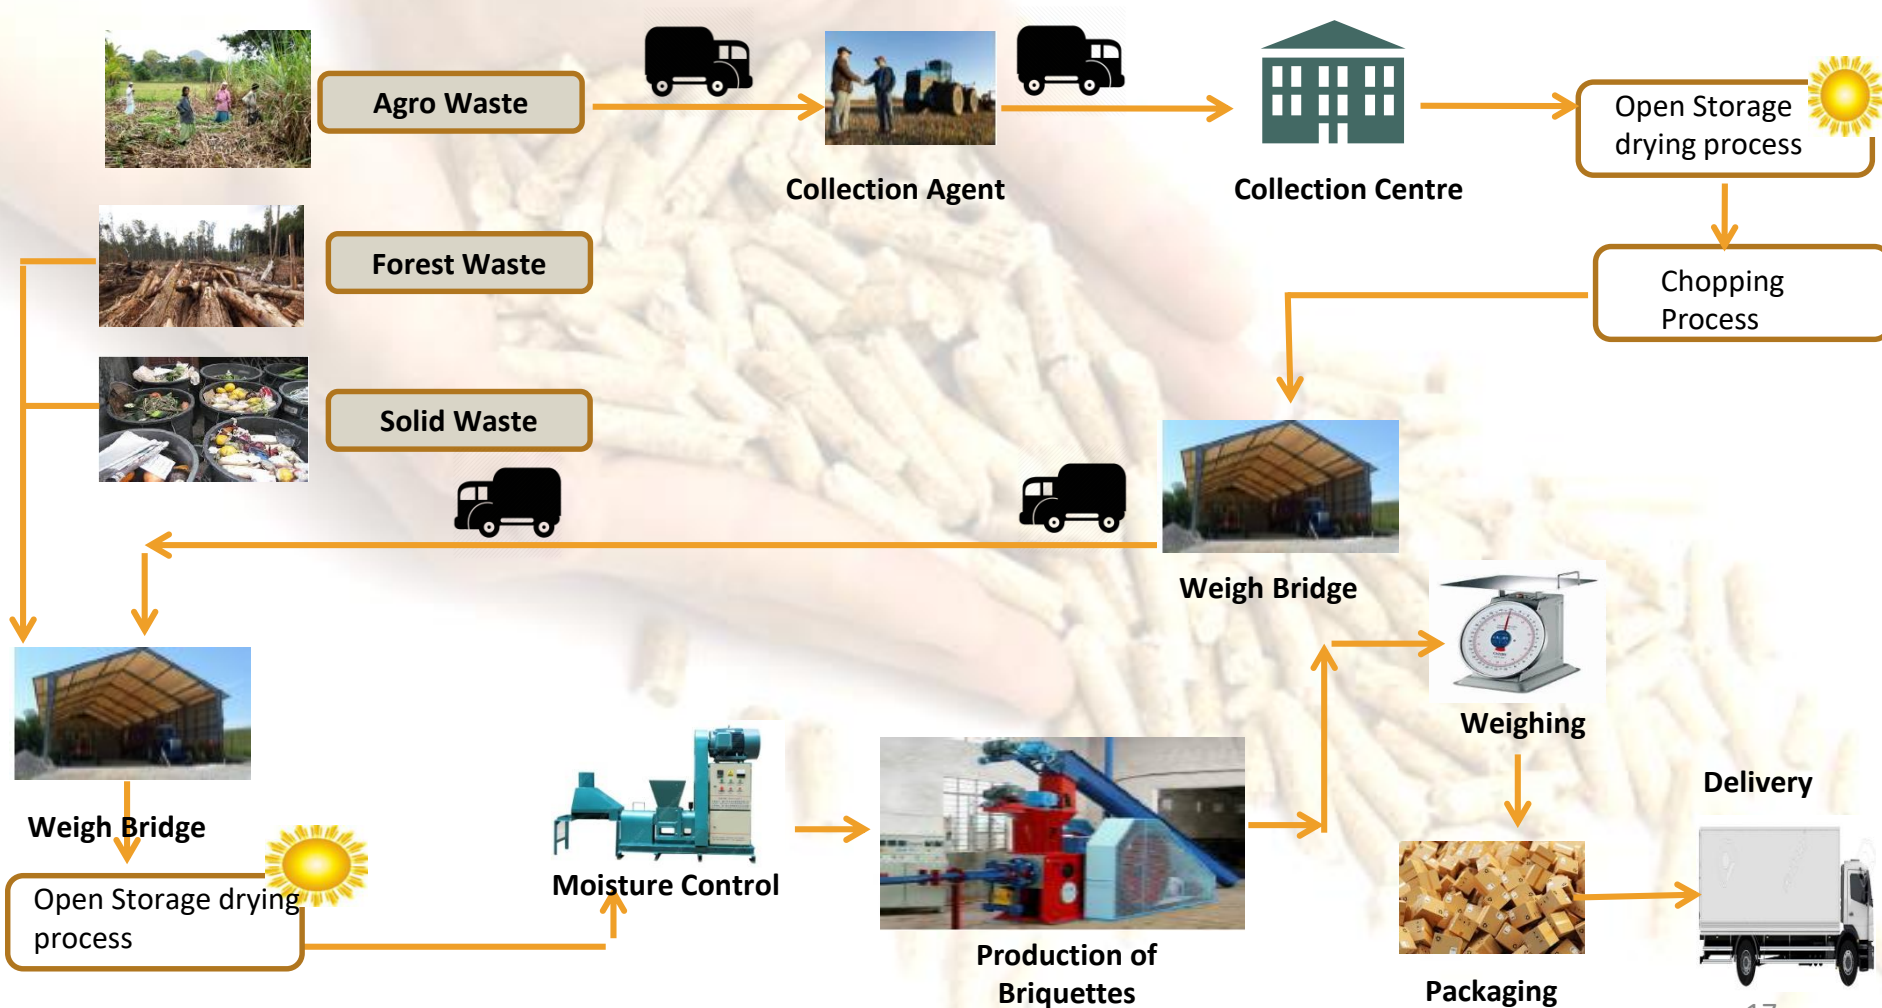 Agro Waste
Collection Agent
Collection Centre
Open Storage
drying process
Forest Waste
Chopping
Process
Solid Waste
Weigh Bridge
Weighing
Weigh Bridge
Open Storage drying
process
Moisture Control
Production of
Briquettes
Packaging
Delivery
17